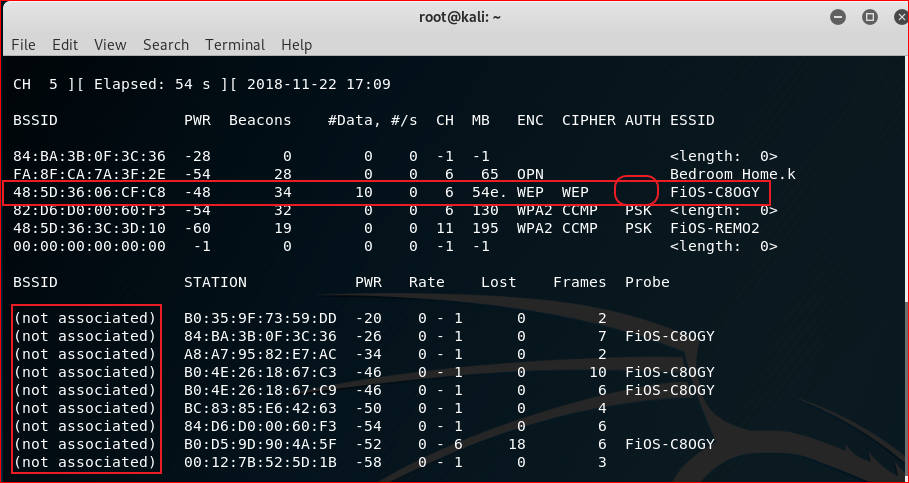 root@kali: ~
File Edit View Search Terminal Help
CH 5 ][ Elapsed: 54 s ][ 2018-11-22 17:09
BSSID PWR Beacons #Data, #/s CH MB ENC CIPHER AUTH ESSID
84:BA:3B:0F:3C:36 -28 0 0 0 -1 -1 <length: 0>
FA:8F:CA:7A:3F:2E -54 28 0 0 6 65 OPN Bedroom Home.k
48:5D:36:06:CF:C8 -48 34 10 0 6 54e. WEP WEP FiOS-C8OGY
82:D6:D0:00:60:F3 -54 32 0 0 6 130 WPA2 CCMP PSK <length: 0>
48:5D:36:3C:3D:10 -60 19 0 0 11 195 WPA2 CCMP PSK FiOS-REMO2
00:00:00:00:00:00 -1 0 0 0 -1 -1 <length: 0>
BSSID STATION PWR Rate Lost Frames Probe
(not associated) B0:35:9F:73:59:DD -20 0 - 1 0 2
(not associated) 84:BA:3B:0F:3C:36 -26 0 - 1 0 7 FiOS-C8OGY
(not associated) A8:A7:95:82:E7:AC -34 0 - 1 0 2
(not associated) B0:4E:26:18:67:C3 -46 0 - 1 0 10 FiOS-C8OGY
(not associated) B0:4E:26:18:67:C9 -46 0 - 1 0 6 FiOS-C8OGY
(not associated) BC:83:85:E6:42:63 -50 0 - 1 0 4
(not associated) 84:D6:D0:00:60:F3 -54 0 - 1 0 6
(not associated) B0:D5:9D:90:4A:5F -52 0 - 6 18 6 FiOS-C8OGY
(not associated) 00:12:7B:52:5D:1B -58 0 - 1 0 3